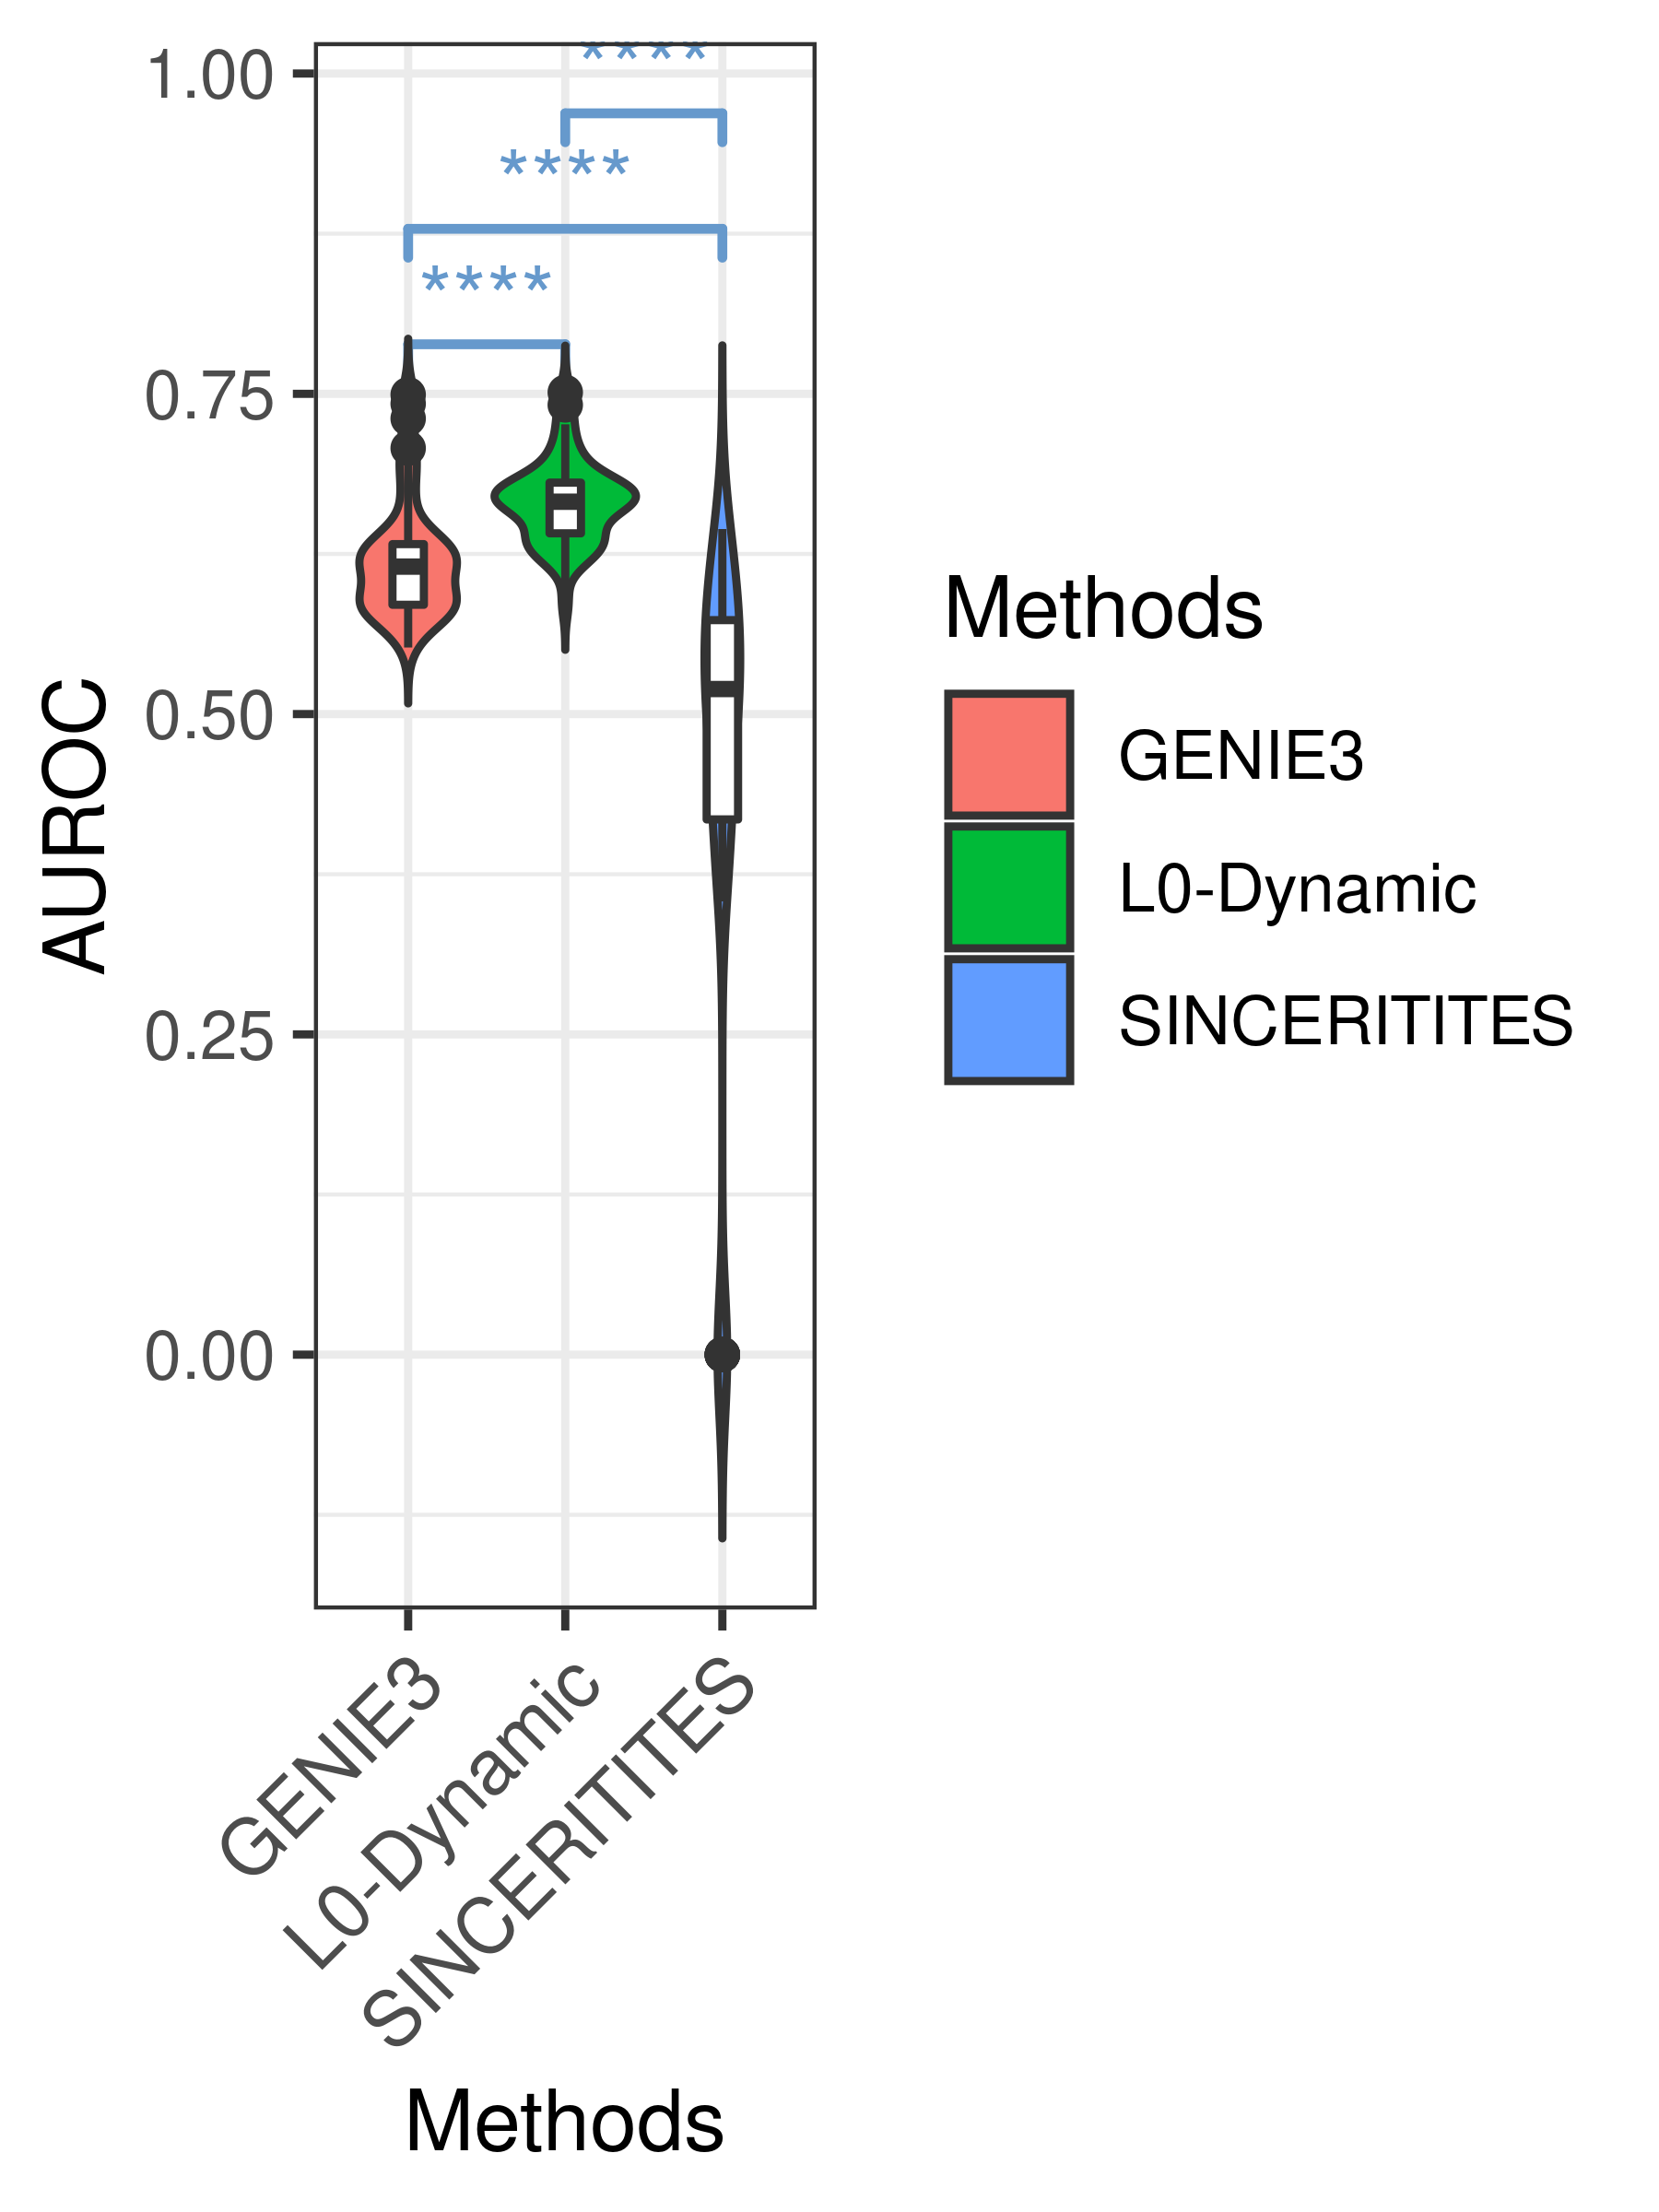 ****
****
****
1.00
0.75
0.50
0.25
0.00
AUROC
GENIE3
L0-Dynamic
SINCERITITES
Methods
Methods
GENIE3
L0-Dynamic
SINCERITITES